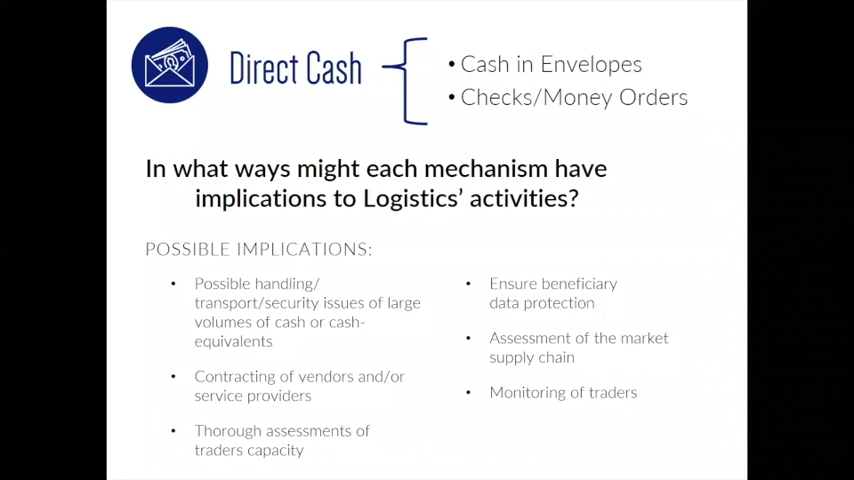 Direct Cash
• Cash in Envelopes
• Checks/Money Orders
In what ways might each mechanism have
implications to Logistics’ activities?
POSSIBLE IMPLICATIONS:
• Possible handling/
transport/security issues of large
volumes of cash or cash-
equivalents
• Contracting of vendors and/or
service providers
• Thorough assessments of
traders capacity
• Ensure beneficiary
data protection
• Assessment of the market
supply chain
• Monitoring of traders